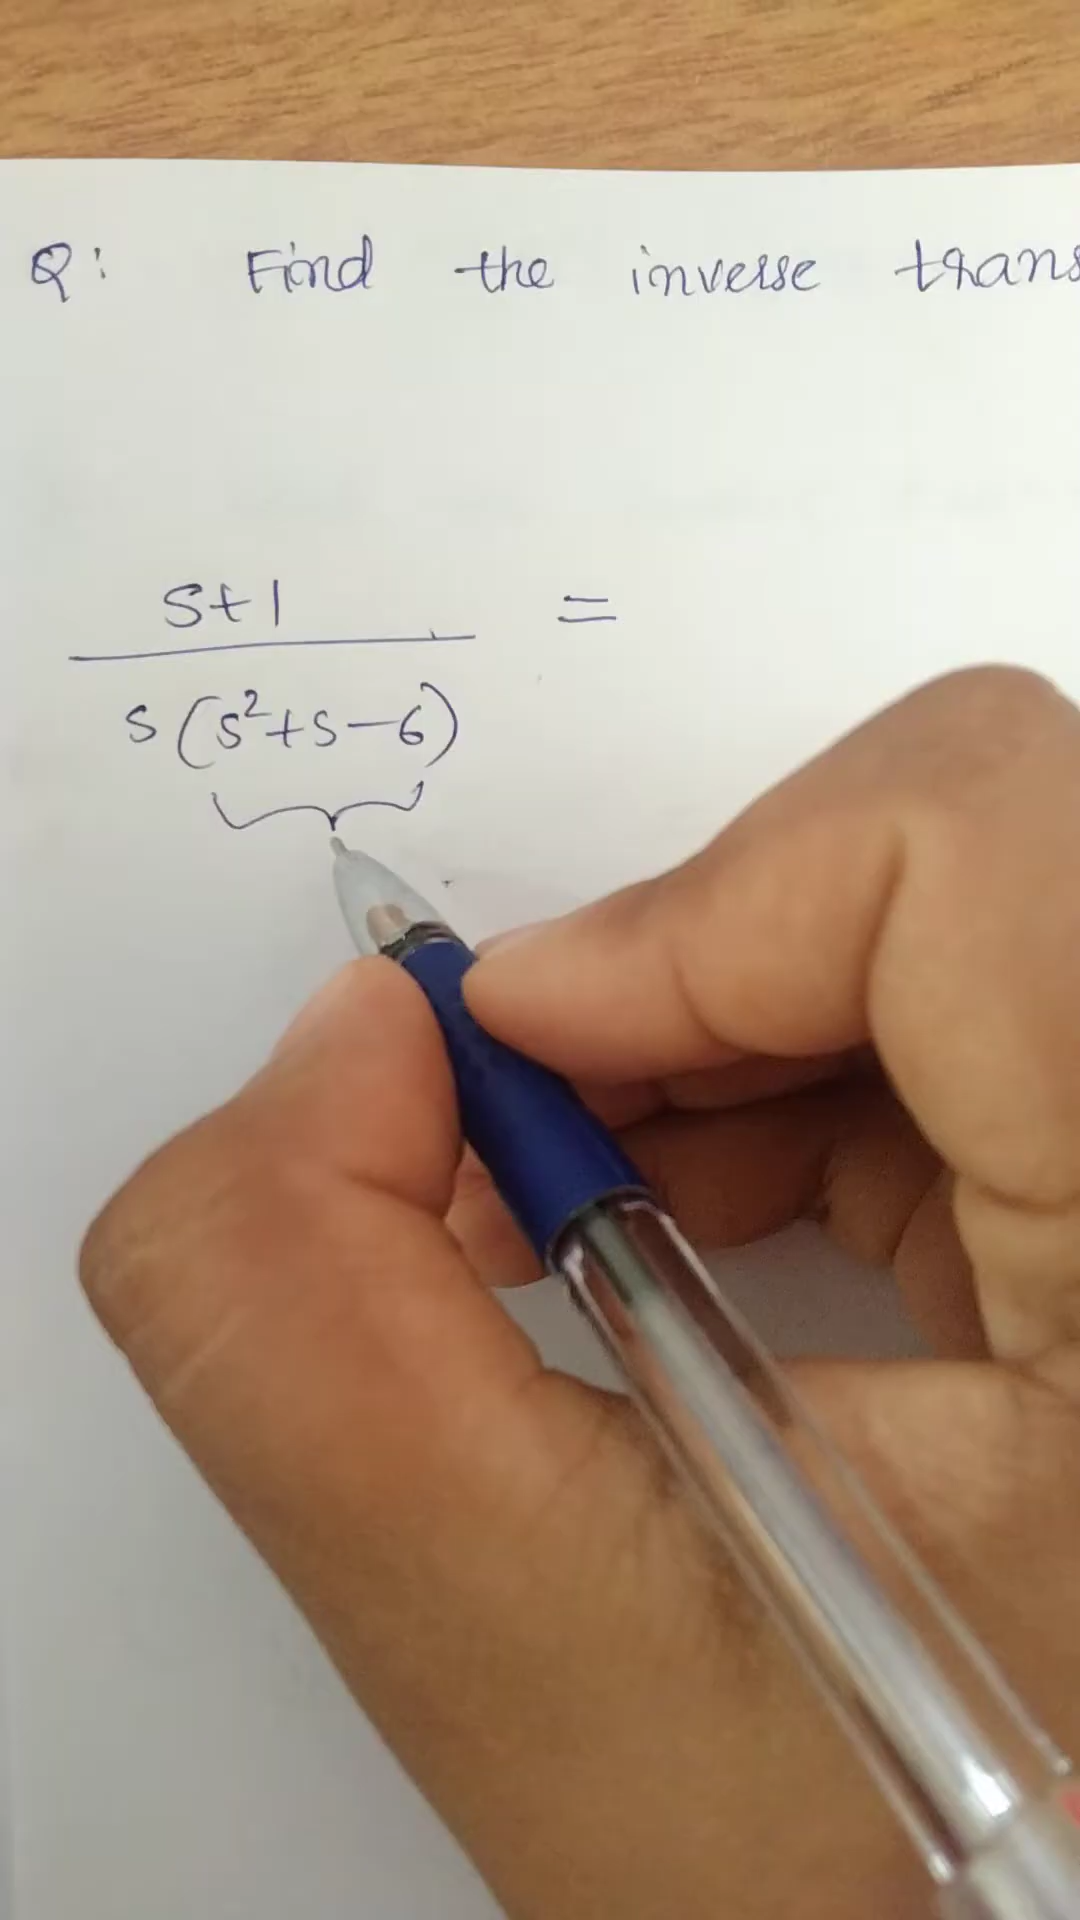 Q: Find the inverse trans
s+1 =
s(s²+s-6)